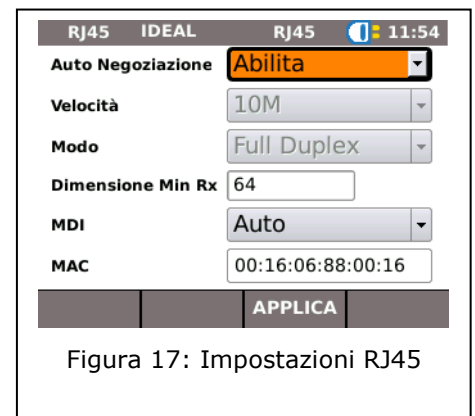 RJ45 IDEAL RJ45 11:54
Auto Negoziazione Abilita
Velocità 10M
Modo Full Duplex
Dimensione Min Rx 64
MDI Auto
MAC 00:16:06:88:00:16
APPLICA
Figura 17: Impostazioni RJ45